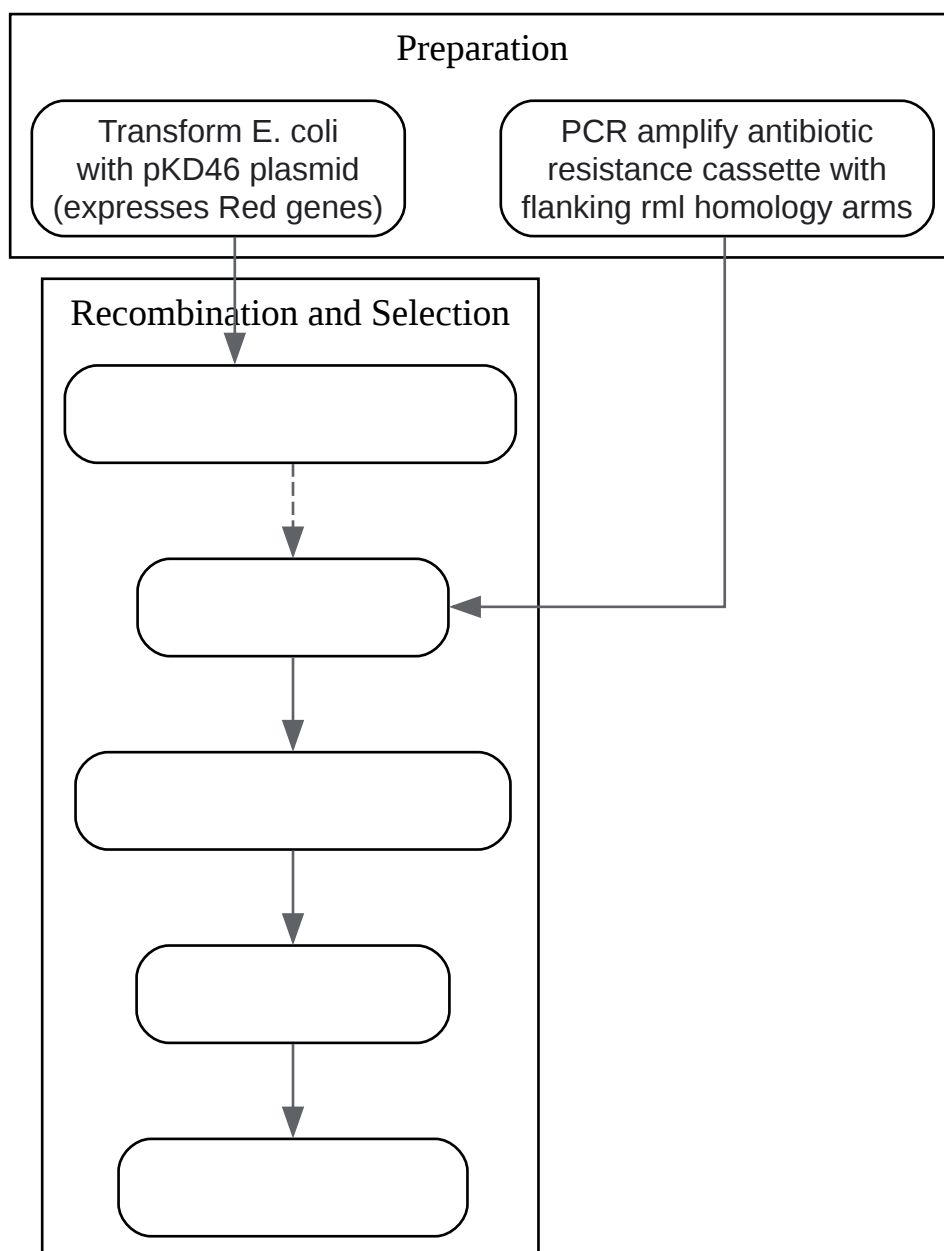 Preparation
Transform E. coli
with pKD46 plasmid
(expresses Red genes)
PCR amplify antibiotic
resistance cassette with
flanking rml homology arms
Recombination and Selection